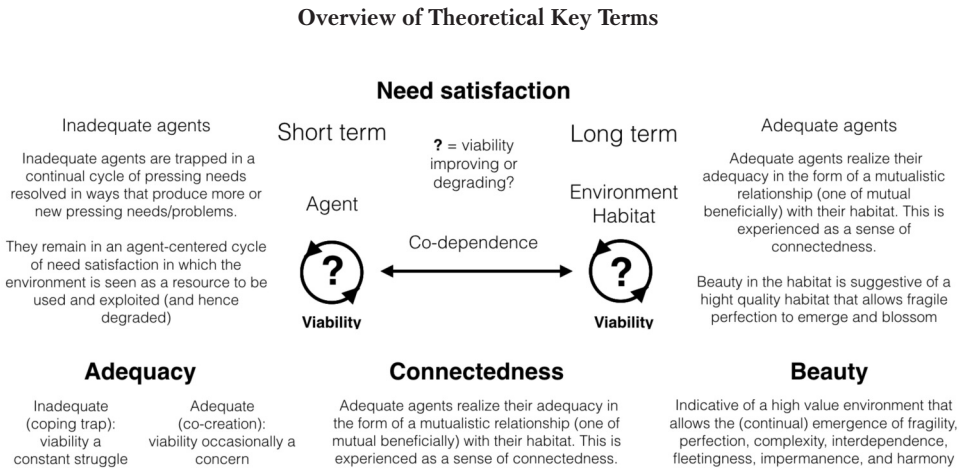 Overview of Theoretical Key Terms
Need satisfaction
Inadequate agents
Inadequate agents are trapped in a
continual cycle of pressing needs
resolved in ways that produce more or
new pressing needs/problems.
They remain in an agent-centered cycle
of need satisfaction in which the
environment is seen as a resource to be
used and exploited (and hence
degraded)
Short term
Agent
?
Viability
? = viability
improving or
degrading?
Co-dependence
Long term
Environment
Habitat
?
Viability
Adequate agents
Adequate agents realize their
adequacy in the form of a mutualistic
relationship (one of mutual
beneficially) with their habitat. This is
experienced as a sense of
connectedness.
Beauty in the habitat is suggestive of a
hight quality habitat that allows fragile
perfection to emerge and blossom
Adequacy
Inadequate
(coping trap):
viability a
constant struggle
Adequate
(co-creation):
viability occasionally a
concern
Connectedness
Adequate agents realize their adequacy in
the form of a mutualistic relationship (one of
mutual beneficially) with their habitat. This is
experienced as a sense of connectedness.
Beauty
Indicative of a high value environment that
allows the (continual) emergence of fragility,
perfection, complexity, interdependence,
fleetingness, impermanence, and harmony